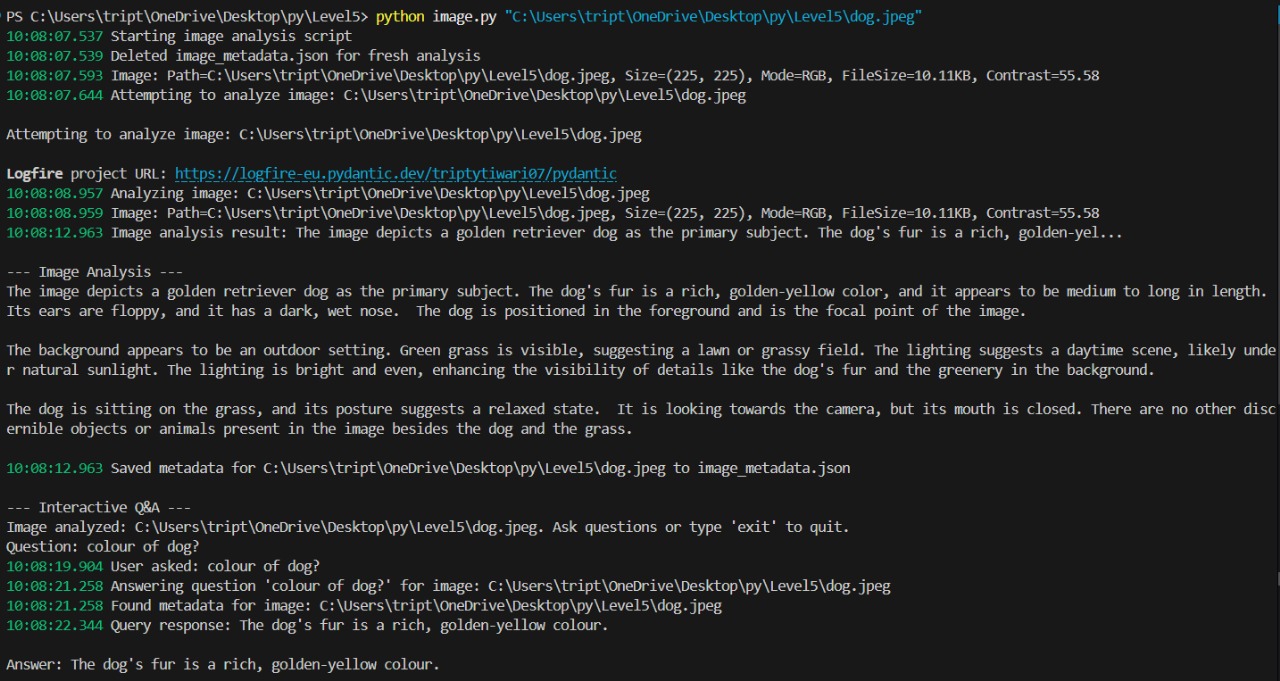 PS C:\Users\tript\OneDrive\Desktop\py\Level5> python image.py "C:\Users\tript\OneDrive\Desktop\py\Level5\dog.jpeg"
10:08:07.537 Starting image analysis script
10:08:07.539 Deleted image_metadata.json for fresh analysis
10:08:07.593 Image: Path=C:\Users\tript\OneDrive\Desktop\py\Level5\dog.jpeg, Size=(225, 225), Mode=RGB, FileSize=10.11KB, Contrast=55.58
10:08:07.644 Attempting to analyze image: C:\Users\tript\OneDrive\Desktop\py\Level5\dog.jpeg
Attempting to analyze image: C:\Users\tript\OneDrive\Desktop\py\Level5\dog.jpeg
Logfire project URL: https://logfire-eu.pydantic.dev/triptytiwari07/pydantic
10:08:08.957 Analyzing image: C:\Users\tript\OneDrive\Desktop\py\Level5\dog.jpeg
10:08:08.959 Image: Path=C:\Users\tript\OneDrive\Desktop\py\Level5\dog.jpeg, Size=(225, 225), Mode=RGB, FileSize=10.11KB, Contrast=55.58
10:08:12.963 Image analysis result: The image depicts a golden retriever dog as the primary subject. The dog's fur is a rich, golden-yel...
--- Image Analysis ---
The image depicts a golden retriever dog as the primary subject. The dog's fur is a rich, golden-yellow color, and it appears to be medium to long in length.
Its ears are floppy, and it has a dark, wet nose.  The dog is positioned in the foreground and is the focal point of the image.
The background appears to be an outdoor setting. Green grass is visible, suggesting a lawn or grassy field. The lighting suggests a daytime scene, likely unde
r natural sunlight. The lighting is bright and even, enhancing the visibility of details like the dog's fur and the greenery in the background.
The dog is sitting on the grass, and its posture suggests a relaxed state.  It is looking towards the camera, but its mouth is closed. There are no other disc
ernible objects or animals present in the image besides the dog and the grass.
10:08:12.963 Saved metadata for C:\Users\tript\OneDrive\Desktop\py\Level5\dog.jpeg to image_metadata.json
--- Interactive Q&A ---
Image analyzed: C:\Users\tript\OneDrive\Desktop\py\Level5\dog.jpeg. Ask questions or type 'exit' to quit.
Question: colour of dog?
10:08:19.904 User asked: colour of dog?
10:08:21.258 Answering question 'colour of dog?' for image: C:\Users\tript\OneDrive\Desktop\py\Level5\dog.jpeg
10:08:21.258 Found metadata for image: C:\Users\tript\OneDrive\Desktop\py\Level5\dog.jpeg
10:08:22.344 Query response: The dog's fur is a rich, golden-yellow colour.
Answer: The dog's fur is a rich, golden-yellow colour.